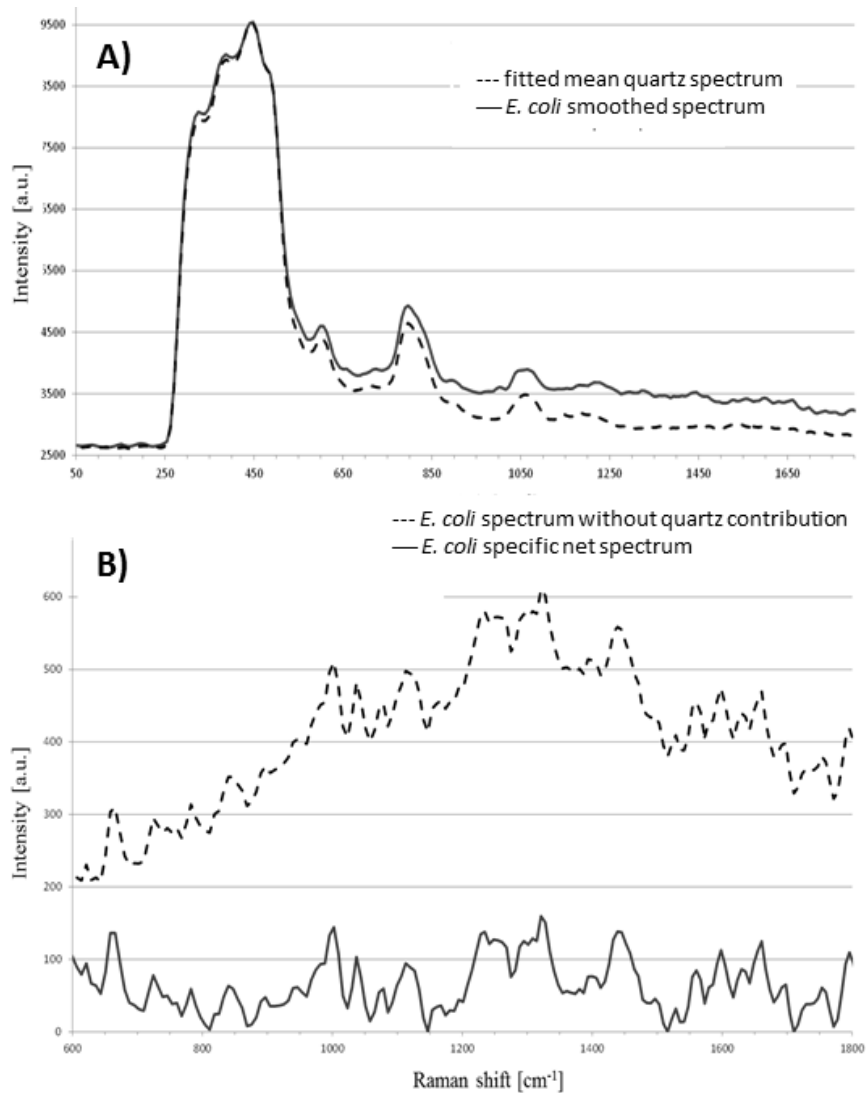 A)
--- fitted mean quartz spectrum
— E. coli smoothed spectrum
Intensity [a.u.]
9500
3500
7500
5500
5500
4500
3500
2500
50 250 450 650 850 1050 1250 1450 1650
--- E. coli spectrum without quartz contribution
— E. coli specific net spectrum
B)
Intensity [a.u.]
600
500
400
300
200
100
0
600 800 1000 1200 1400 1600 1800
Raman shift [cm⁻¹]